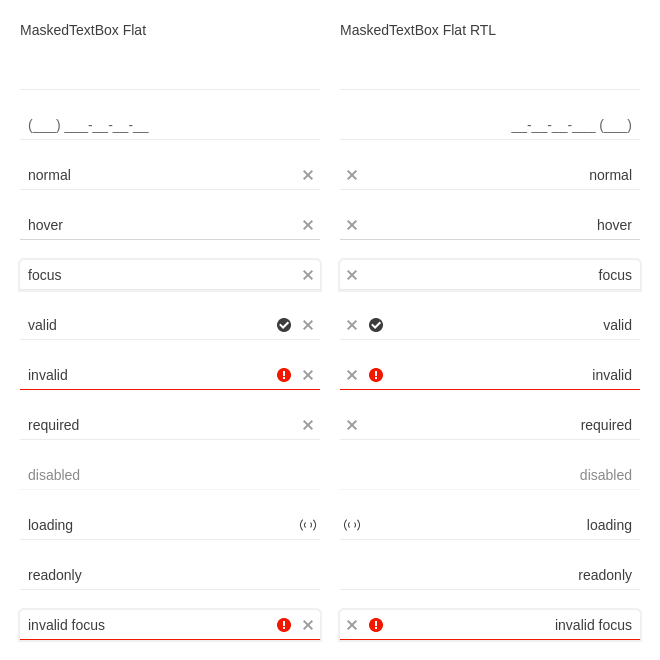 MaskedTextBox Flat
MaskedTextBox Flat RTL
(___) ___-__-__-__
__-__-__-___ (___)
normal
normal
hover
hover
focus
focus
valid
valid
invalid
invalid
required
required
disabled
disabled
loading
loading
readonly
readonly
invalid focus
invalid focus